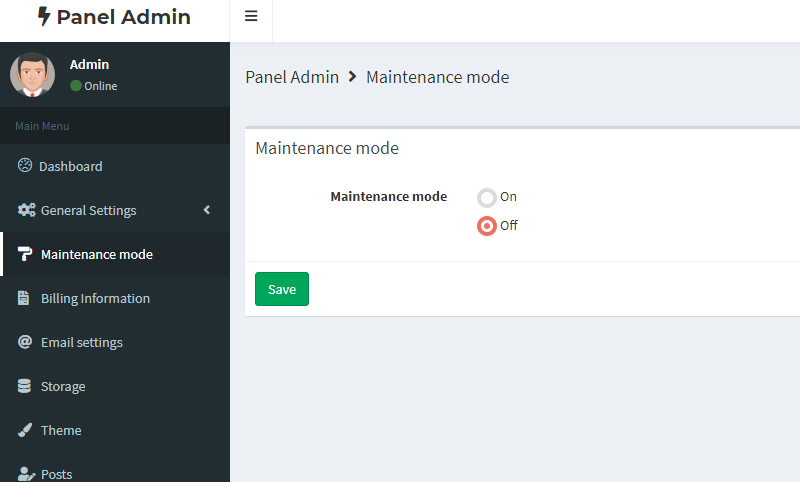 Panel Admin
Admin
Online
Main Menu
Dashboard
General Settings
Maintenance mode
Billing Information
Email settings
Storage
Theme
Posts
Panel Admin Maintenance mode
Maintenance mode
Maintenance mode On
Off
Save